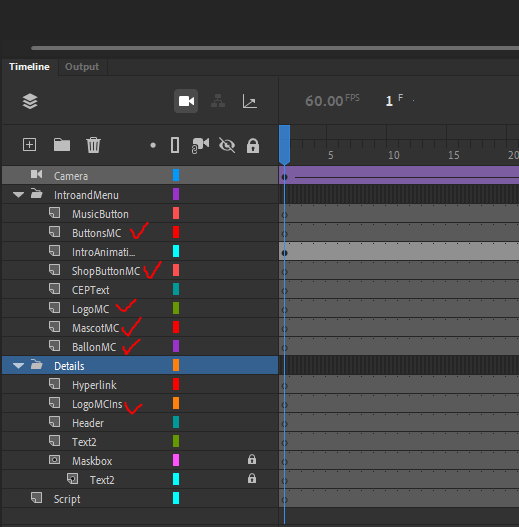 Timeline Output
60.00 FPS 1 F
5 10 15 20
Camera
IntroandMenu
MusicButton
ButtonsMC
IntroAnimati...
ShopButtonMC
CEPText
LogoMC
MascotMC
BallonMC
Details
Hyperlink
LogoMCIns
Header
Text2
Maskbox
Text2
Script